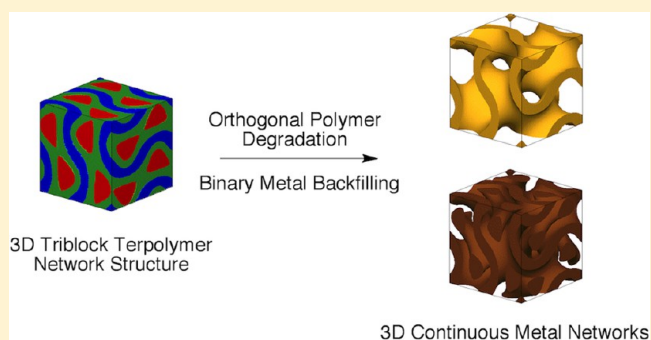 Orthogonal Polymer
Degradation
Binary Metal Backfilling
3D Triblock Terpolymer
Network Structure
3D Continuous Metal Networks